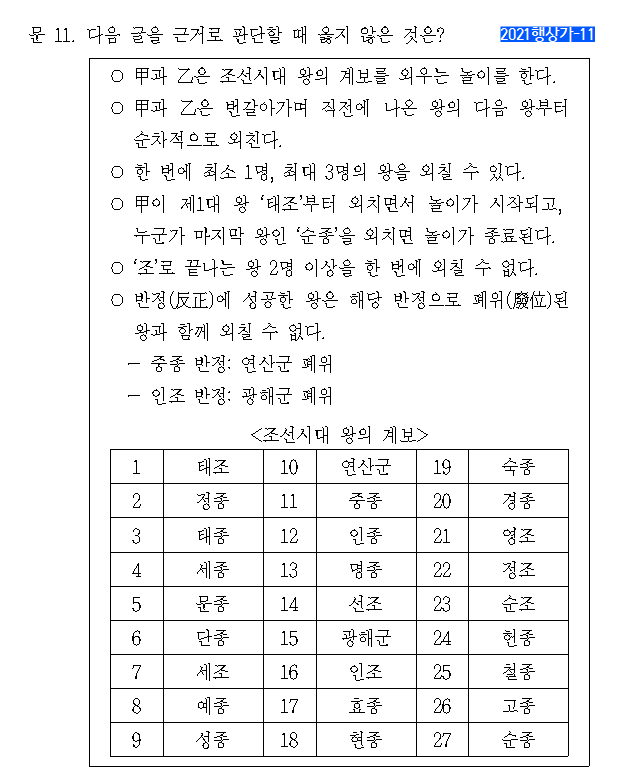 문 11. 다음 글을 근거로 판단할 때 옳지 않은 것은?
2021행상가-11
○ 甲과 乙은 조선시대 왕의 계보를 외우는 놀이를 한다.
○ 甲과 乙은 번갈아가며 직전에 나온 왕의 다음 왕부터
순차적으로 외친다.
○ 한 번에 최소 1명, 최대 3명의 왕을 외칠 수 있다.
○ 甲이 제1대 왕 ‘태조’부터 외치면서 놀이가 시작되고,
누군가 마지막 왕인 ‘순종’을 외치면 놀이가 종료된다.
○ ‘조’로 끝나는 왕 2명 이상을 한 번에 외칠 수 없다.
○ 반정(反正)에 성공한 왕은 해당 반정으로 폐위(廢位)된
왕과 함께 외칠 수 없다.
－ 중종 반정: 연산군 폐위
－ 인조 반정: 광해군 폐위
<조선시대 왕의 계보>
1 태조 10 연산군 19 숙종
2 정종 11 중종 20 경종
3 태종 12 인종 21 영조
4 세종 13 명종 22 정조
5 문종 14 선조 23 순조
6 단종 15 광해군 24 헌종
7 세조 16 인조 25 철종
8 예종 17 효종 26 고종
9 성종 18 현종 27 순종